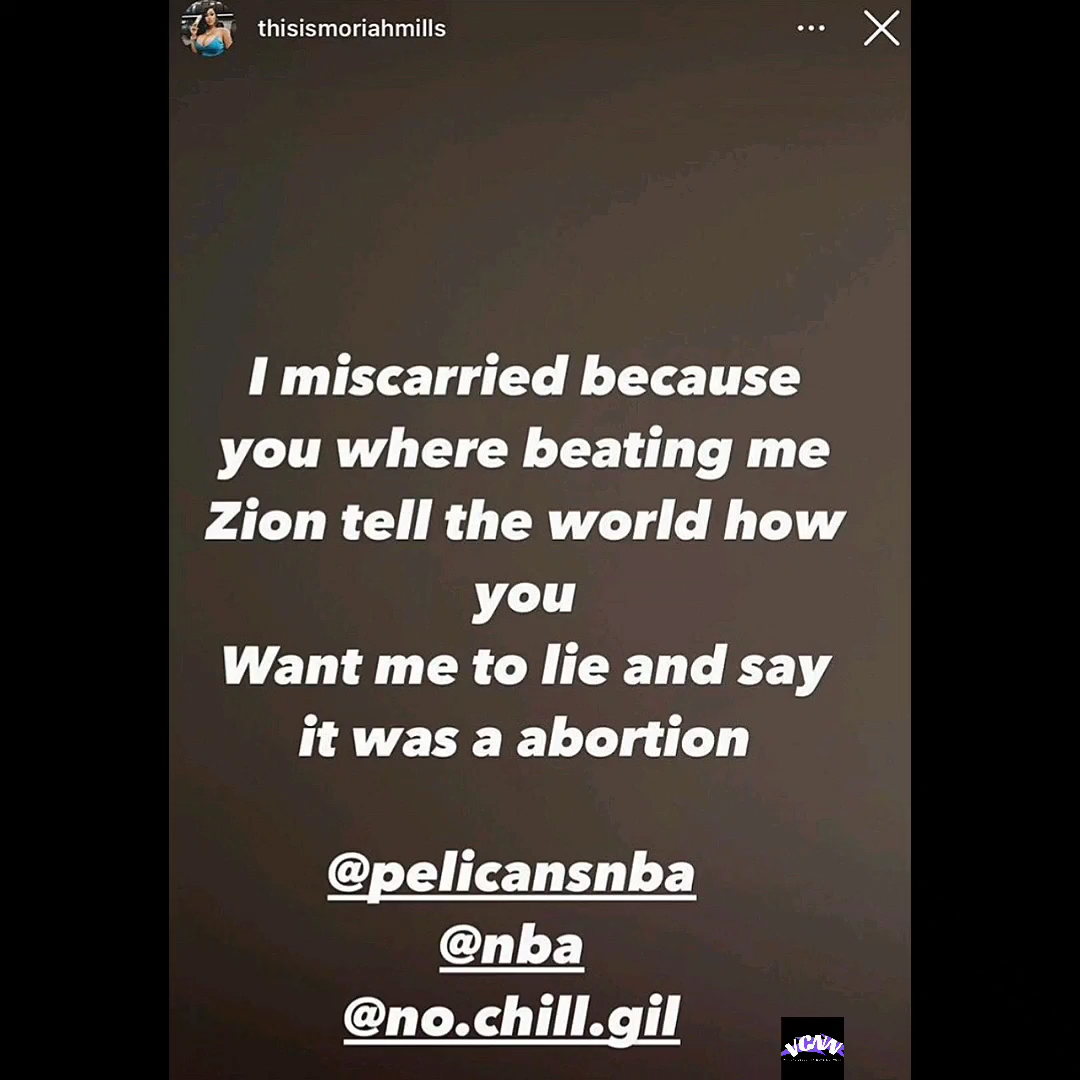 thisismoriahmills
I miscarried because
you where beating me
Zion tell the world how
you
Want me to lie and say
it was a abortion
@pelicansnba
@nba
@no.chill.gil
VCNN